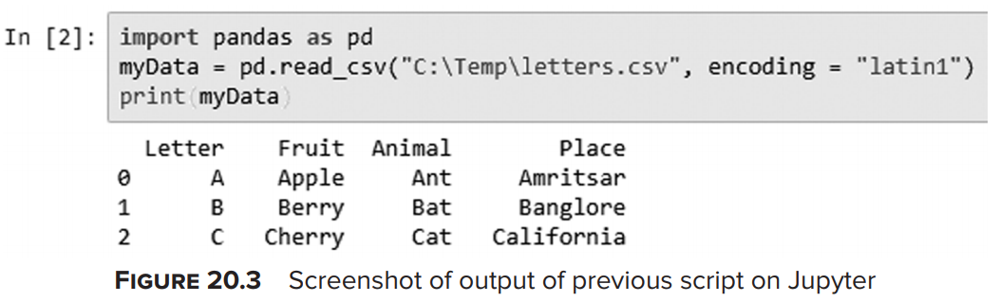 In [2]: import pandas as pd
myData = pd.read_csv("C:\Temp\letters.csv", encoding = "latin1")
print(myData)
Letter Fruit Animal Place
0 A Apple Ant Amritsar
1 B Berry Bat Banglore
2 C Cherry Cat California
FIGURE 20.3 Screenshot of output of previous script on Jupyter